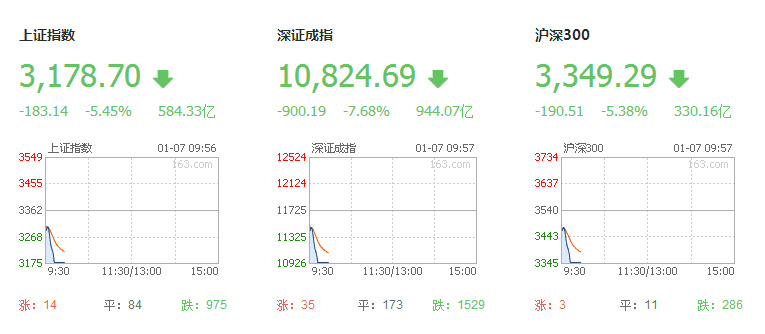 上证指数
3,178.70
-183.14 -5.45% 584.33亿
上证指数 01-07 09:56
163.com
3549
3455
3362
3268
3175
9:30 11:30/13:00 15:00
涨：14 平：84 跌：975
深证成指
10,824.69
-900.19 -7.68% 944.07亿
深证成指 01-07 09:57
163.com
12524
12124
11725
11325
10926
9:30 11:30/13:00 15:00
涨：35 平：173 跌：1529
沪深300
3,349.29
-190.51 -5.38% 330.16亿
沪深300 01-07 09:57
163.com
3734
3637
3540
3443
3345
9:30 11:30/13:00 15:00
涨：3 平：11 跌：286